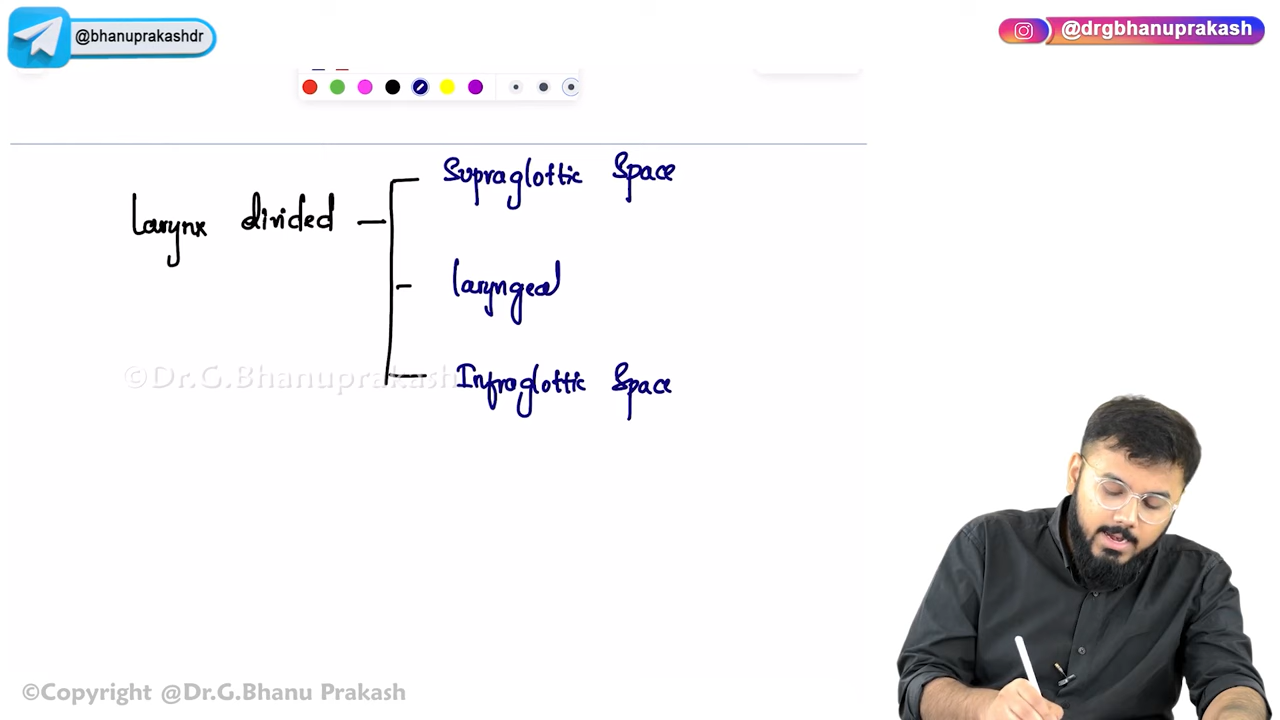 @bhanuprakashdr
@drgbhanuprakash
Supraglottic Space
Larynx divided
laryngeal
©Dr.G.Bhanuprakash
Infraglottic Space
©Copyright @Dr.G.Bhanu Prakash